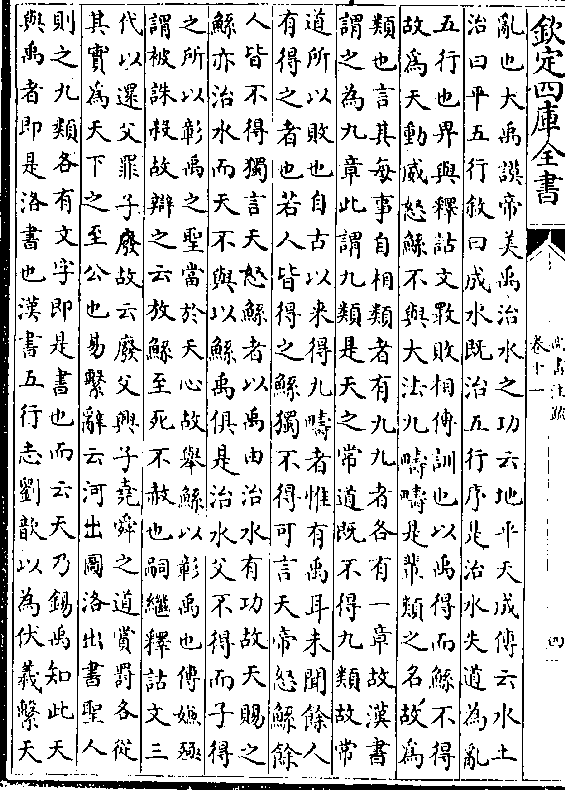 欽定四庫全書
尚書注疏
卷十一
四
亂也大禹謨帝美禹治水之功云地平天成傳云水土
治曰平五行敘曰成水既治五行序是治水失道為亂
五行也畀與釋詁文斁敗相傳訓也以禹得而鯀不得
故為天動威怒鯀不與大法九疇疇是輩類之名故為
類也言其每事自相類者有九九者各有一章故漢書
謂之為九章此謂九類是天之常道既不得九類故常
道所以敗也自古以來得九疇者惟有禹耳未聞餘人
有得之者也若人皆得之鯀獨不得可言天帝怒鯀餘
人皆不得獨言天怒鯀者以禹由治水有功故天賜之
鯀亦治水而天不與以鯀禹俱是治水父不得而子得
之所以彰禹之聖當於天心故舉鯀以彰禹也傳嫌殛
謂被誅殺故辯之云放鯀至死不赦也嗣繼釋詁文三
代以還父罪子廢故云廢父興子堯舜之道賞罰各從
其實為天下之至公也易繫辭云河出圖洛出書聖人
則之九類各有文字即是書也而云天乃錫禹知此天
與禹者即是洛書也漢書五行志劉歆以為伏羲繫天